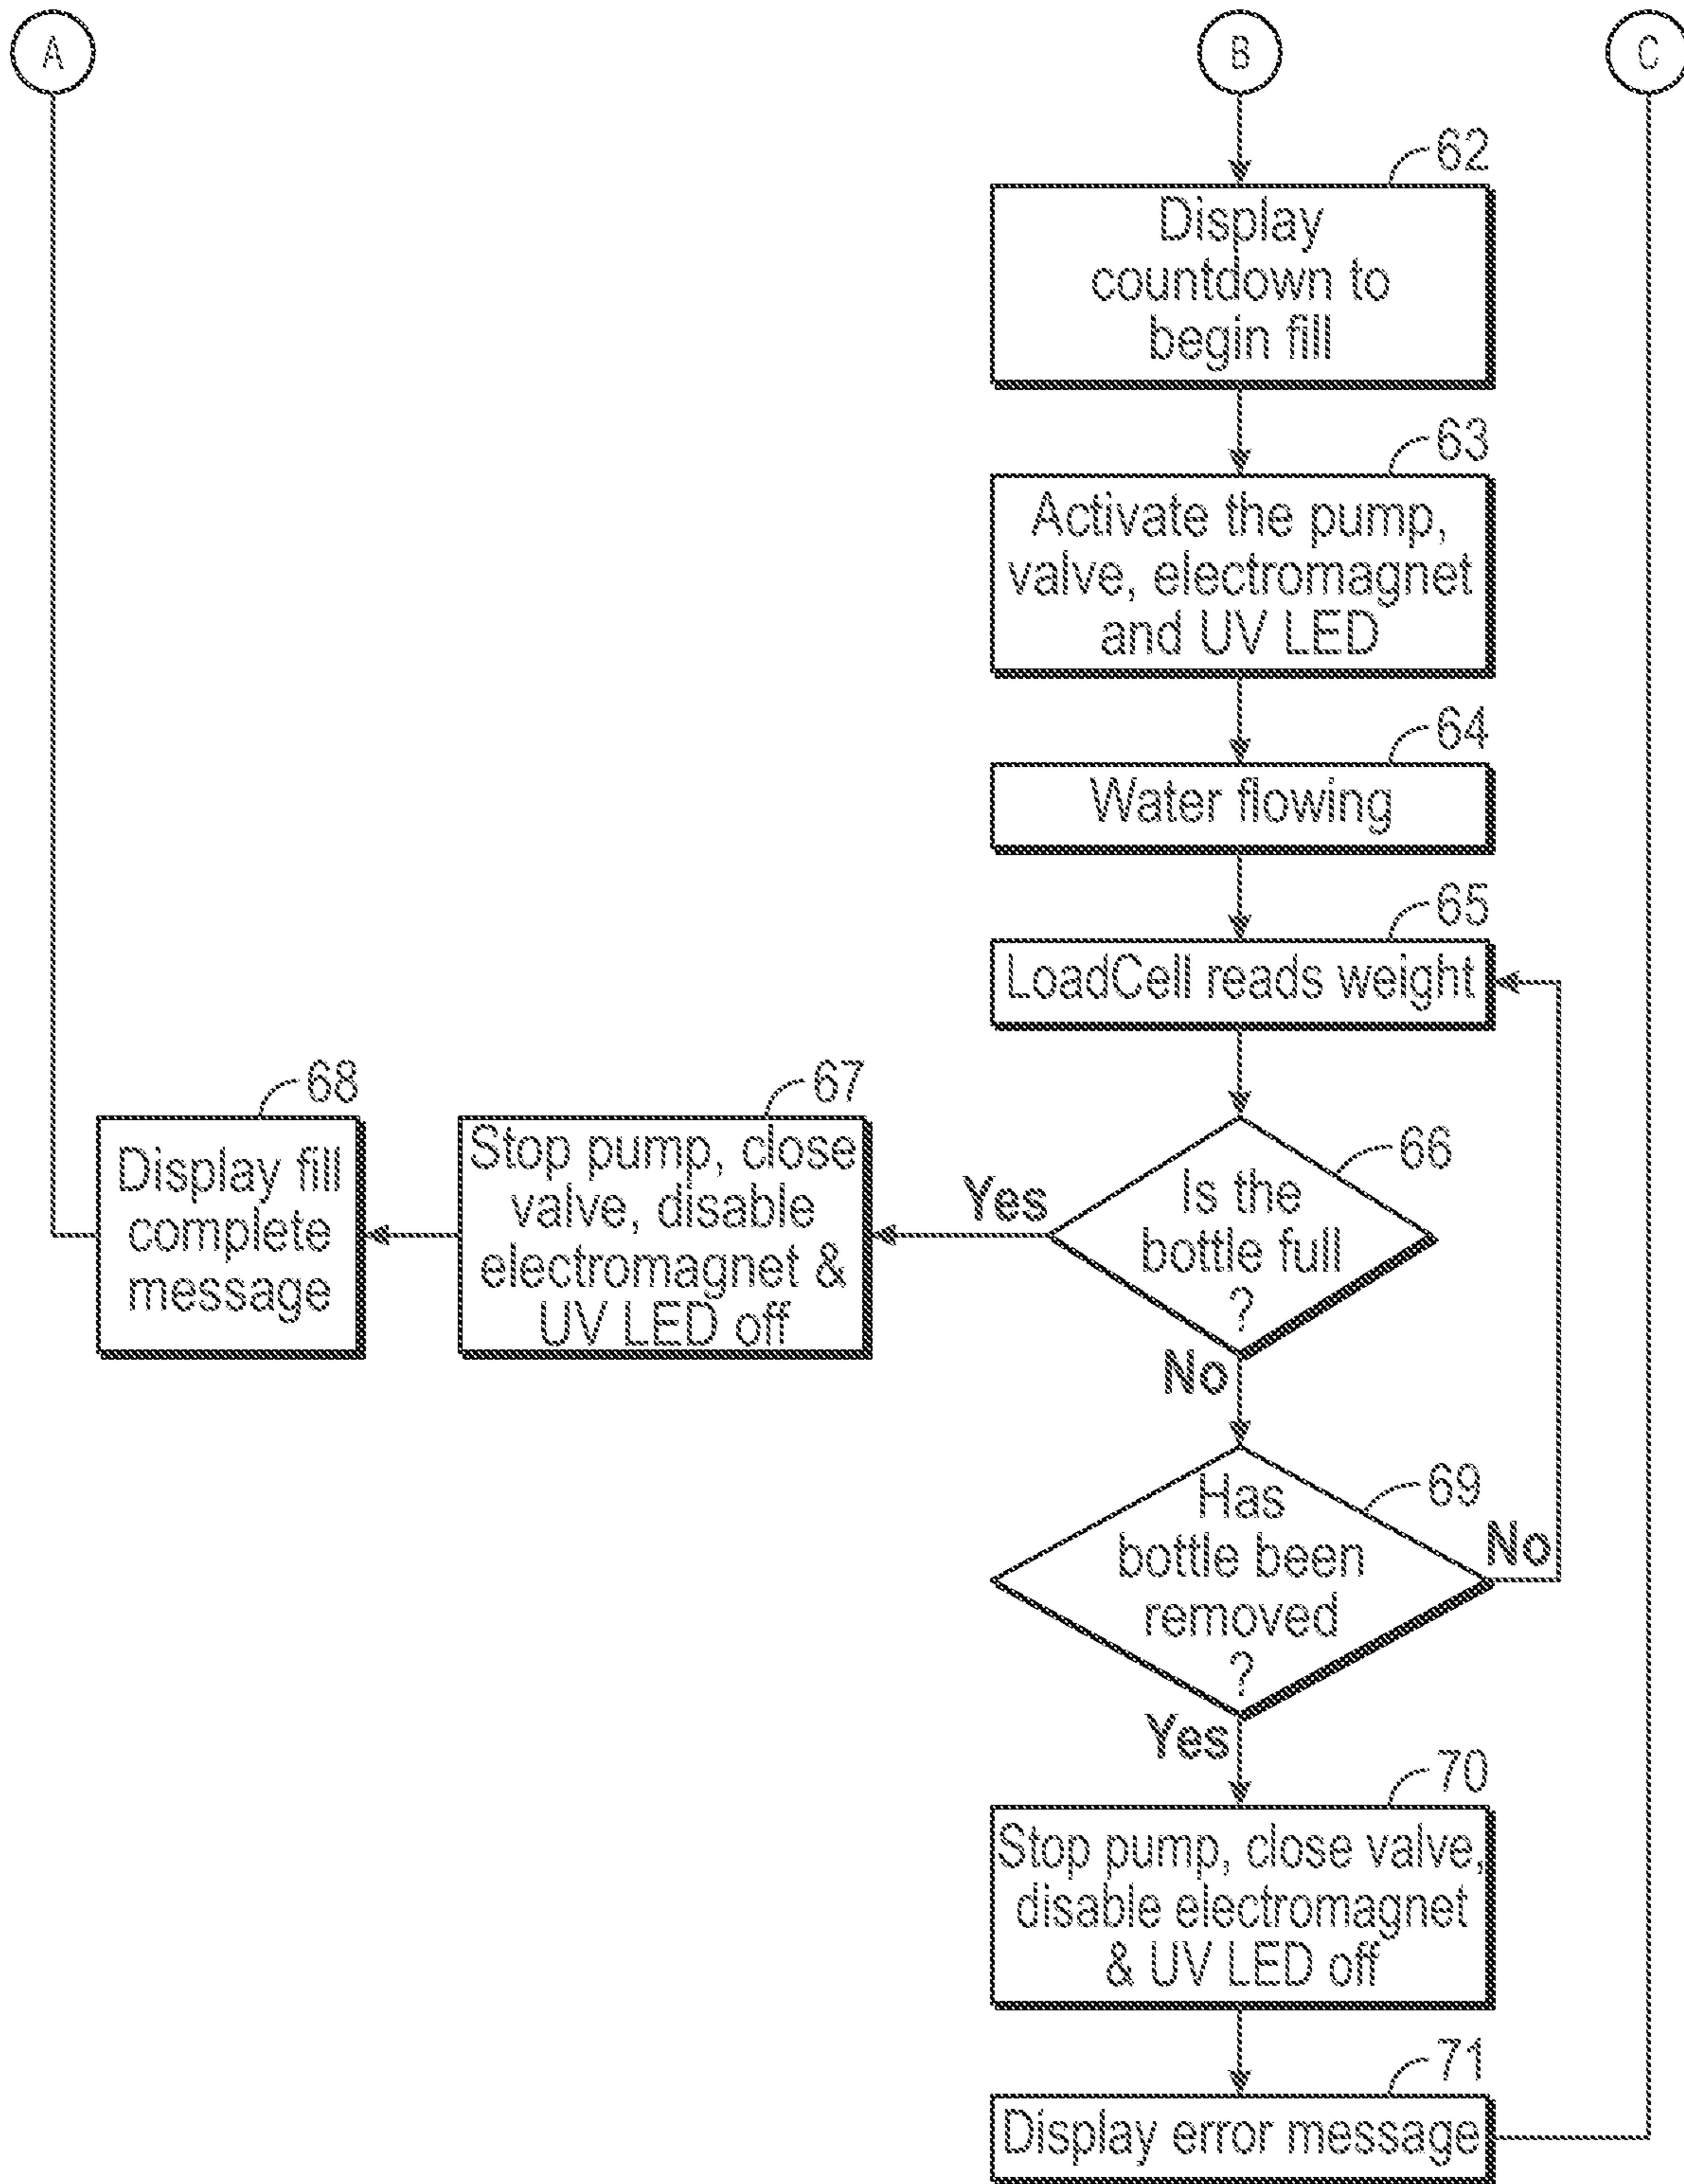 A
B
C
62
Display
countdown to
begin fill
63
Activate the pump,
valve, electromagnet
and UV LED
64
Water flowing
65
LoadCell reads weight
66
Is the
bottle full
?
Yes
67
Stop pump, close
valve, disable
electromagnet &
UV LED off
68
Display fill
complete
message
No
69
Has
bottle been
removed
?
No
Yes
70
Stop pump, close valve,
disable electromagnet
& UV LED off
71
Display error message